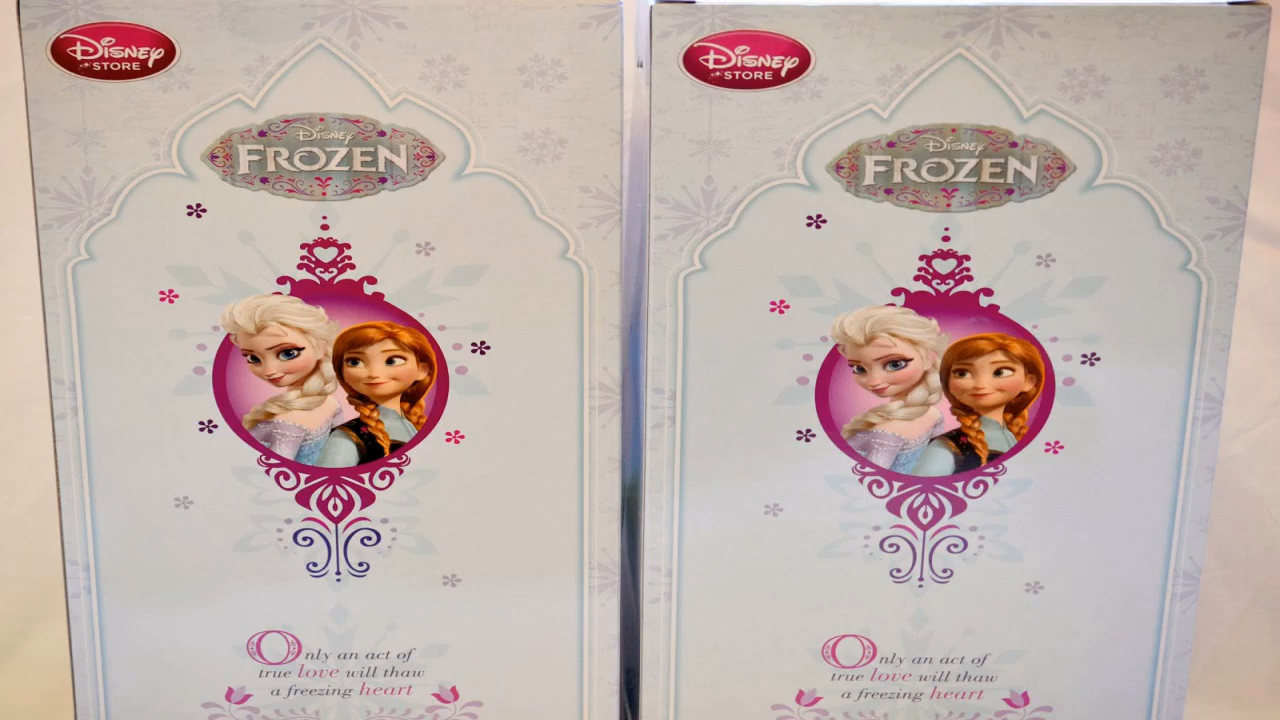 Disney
STORE
Disney
FROZEN
Only an act of
true love will thaw
a freezing heart
Disney
STORE
Disney
FROZEN
Only an act of
true love will thaw
a freezing heart